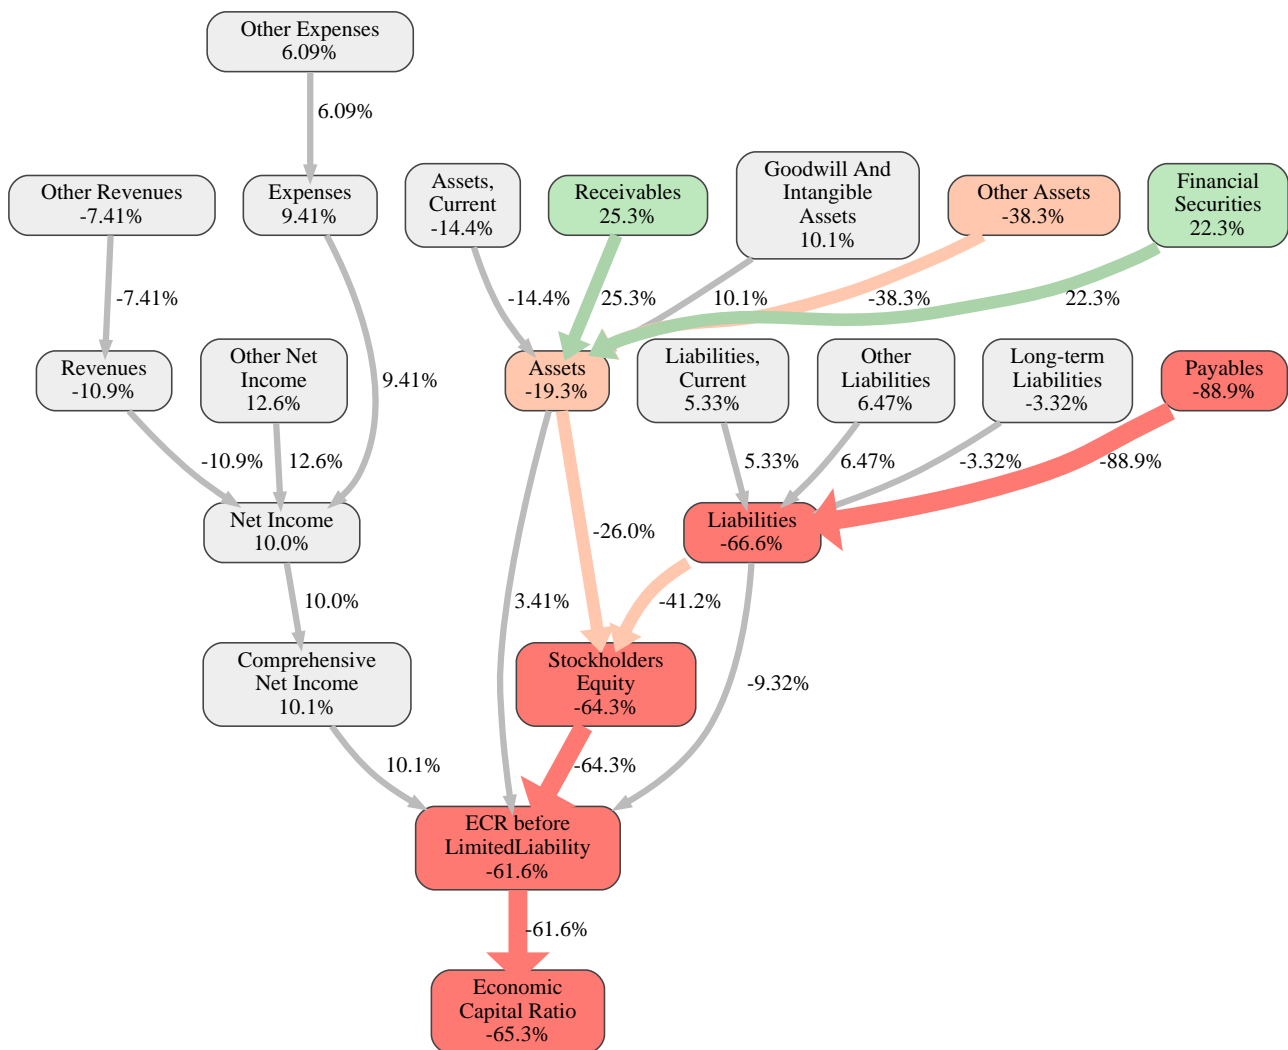 Other Expenses
6.09%
6.09%
Other Revenues
-7.41%
Expenses
9.41%
Assets,
Current
-14.4%
Receivables
25.3%
Goodwill And
Intangible
Assets
10.1%
Other Assets
-38.3%
Financial
Securities
22.3%
-7.41%
-14.4%
25.3%
10.1%
-38.3%
22.3%
Revenues
-10.9%
Other Net
Income
12.6%
9.41%
Assets
-19.3%
Liabilities,
Current
5.33%
Other
Liabilities
6.47%
Long-term
Liabilities
-3.32%
Payables
-88.9%
-10.9%
12.6%
5.33%
6.47%
-3.32%
-88.9%
Net Income
10.0%
-26.0%
Liabilities
-66.6%
10.0%
3.41%
-41.2%
Comprehensive
Net Income
10.1%
Stockholders
Equity
-64.3%
-9.32%
10.1%
-64.3%
ECR before
LimitedLiability
-61.6%
-61.6%
Economic
Capital Ratio
-65.3%